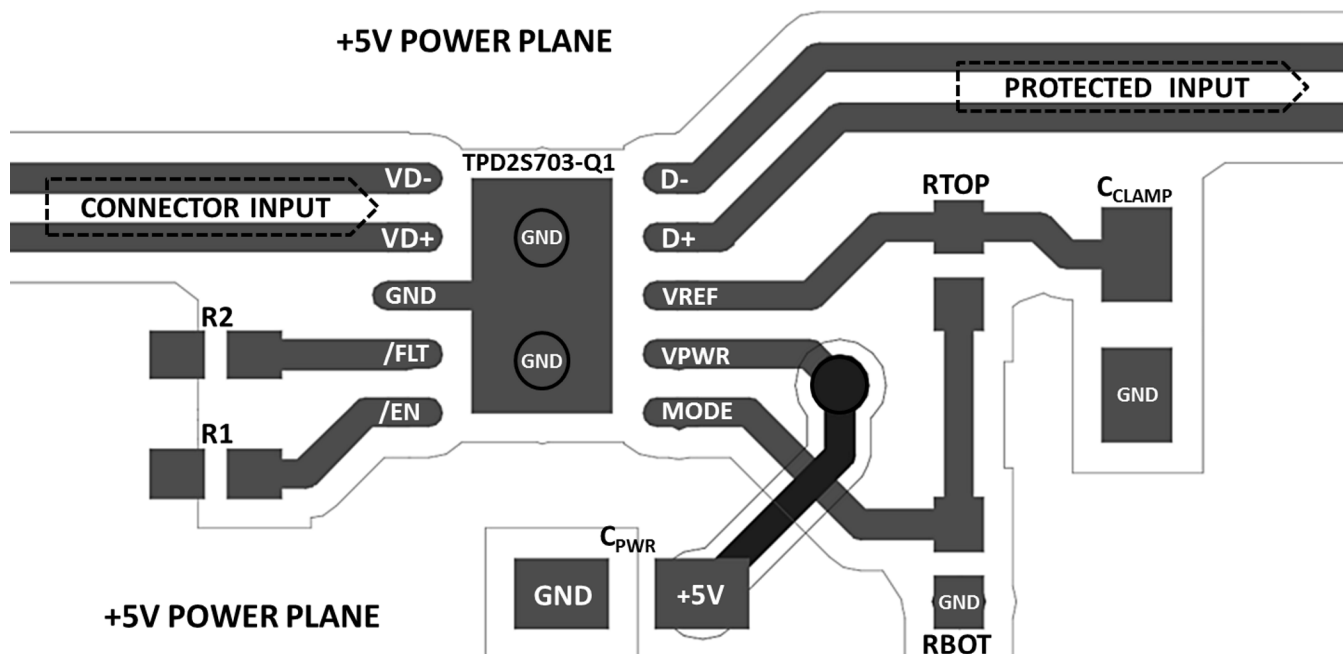 +5V POWER PLANE
PROTECTED INPUT
TPD2S703-Q1
VD-
D-
CONNECTOR INPUT
RTOP
CCLAMP
VD+
GND
D+
GND
VREF
R2
/FLT
GND
VPWR
GND
/EN
MODE
R1
CPWR
GND
+5V
GND
+5V POWER PLANE
RBOT